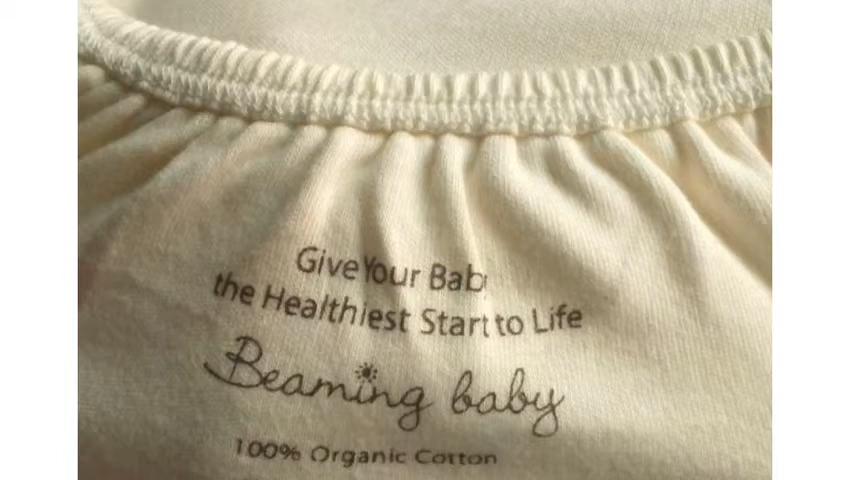 Give Your Bab
the Healthiest Start to Life
Beaming baby
100% Organic Cotton